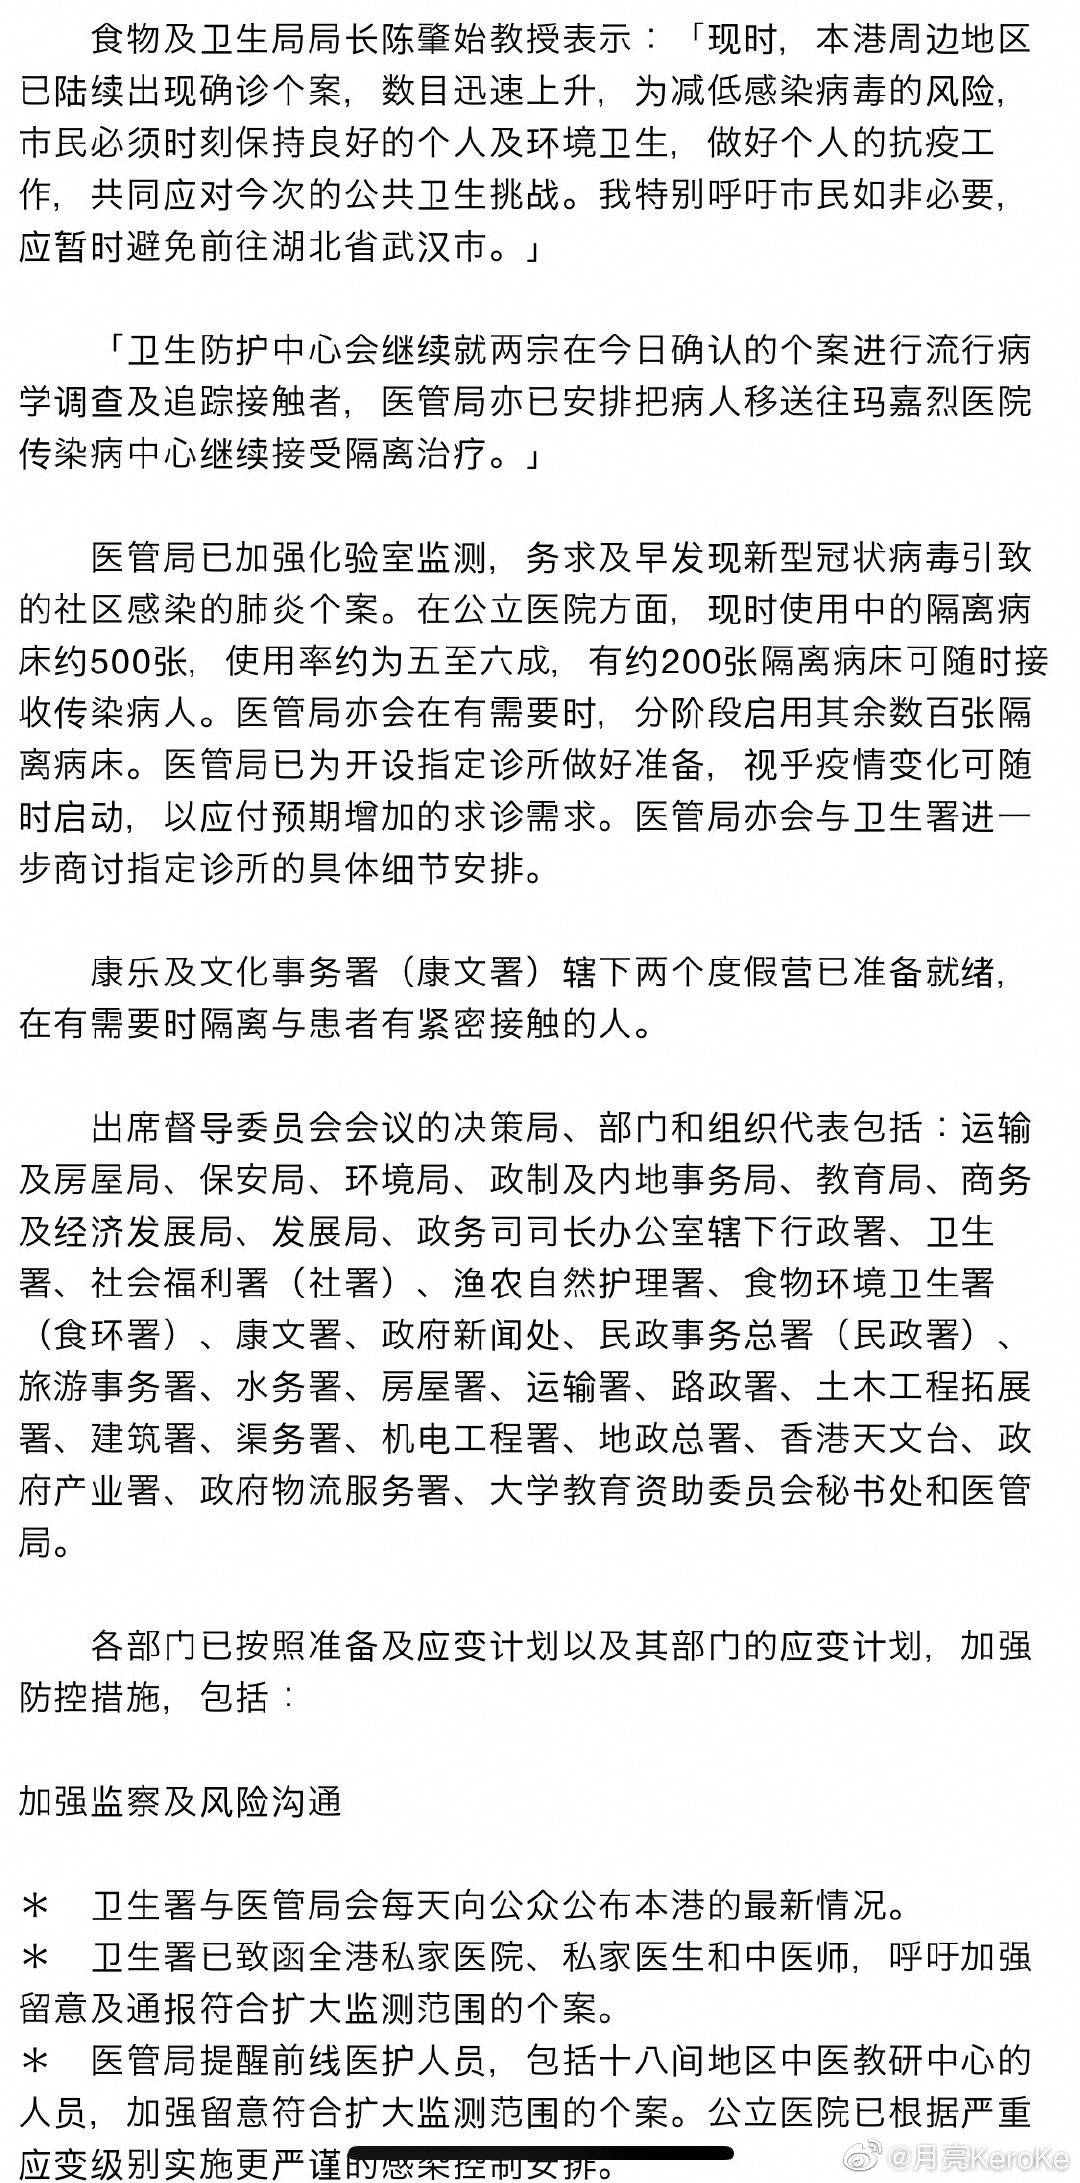 食物及卫生局局长陈肇始教授表示：「现时，本港周边地区
已陆续出现确诊个案，数目迅速上升，为减低感染病毒的风险，
市民必须时刻保持良好的个人及环境卫生，做好个人的抗疫工
作，共同应对今次的公共卫生挑战。我特别呼吁市民如非必要，
应暂时避免前往湖北省武汉市。」
「卫生防护中心会继续就两宗在今日确认的个案进行流行病
学调查及追踪接触者，医管局亦已安排把病人移送往玛嘉烈医院
传染病中心继续接受隔离治疗。」
医管局已加强化验室监测，务求及早发现新型冠状病毒引致
的社区感染的肺炎个案。在公立医院方面，现时使用中的隔离病
床约500张，使用率约为五至六成，有约200张隔离病床可随时接
收传染病人。医管局亦会在有需要时，分阶段启用其余数百张隔
离病床。医管局已为开设指定诊所做好准备，视乎疫情变化可随
时启动，以应付预期增加的求诊需求。医管局亦会与卫生署进一
步商讨指定诊所的具体细节安排。
康乐及文化事务署（康文署）辖下两个度假营已准备就绪，
在有需要时隔离与患者有紧密接触的人。
出席督导委员会会议的决策局、部门和组织代表包括：运输
及房屋局、保安局、环境局、政制及内地事务局、教育局、商务
及经济发展局、发展局、政务司司长办公室辖下行政署、卫生
署、社会福利署（社署）、渔农自然护理署、食物环境卫生署
（食环署）、康文署、政府新闻处、民政事务总署（民政署）、
旅游事务署、水务署、房屋署、运输署、路政署、土木工程拓展
署、建筑署、渠务署、机电工程署、地政总署、香港天文台、政
府产业署、政府物流服务署、大学教育资助委员会秘书处和医管
局。
各部门已按照准备及应变计划以及其部门的应变计划，加强
防控措施，包括：
加强监察及风险沟通
＊ 卫生署与医管局会每天向公众公布本港的最新情况。
＊ 卫生署已致函全港私家医院、私家医生和中医师，呼吁加强
留意及通报符合扩大监测范围的个案。
＊ 医管局提醒前线医护人员，包括十八间地区中医教研中心的
人员，加强留意符合扩大监测范围的个案。公立医院已根据严重
应变级别实施更严谨的感染控制安排。
@月亮KeroKe